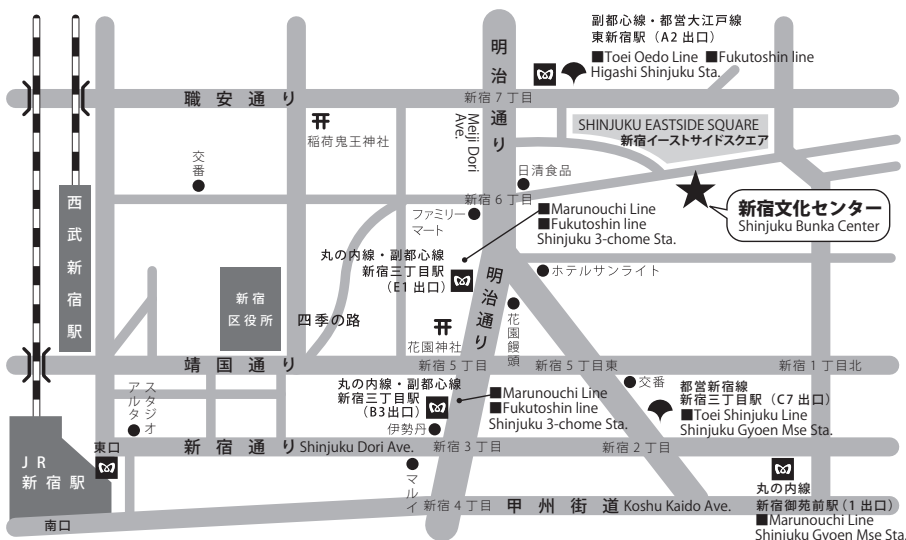 副都心線・都営大江戸線
東新宿駅（A2 出口）
■Toei Oedo Line ■Fukutoshin line
Higashi Shinjuku Sta.
明治通り
Meiji Dori
Ave.
職安通り
新宿 7 丁目
SHINJUKU EASTSIDE SQUARE
新宿イーストサイドスクエア
稲荷鬼王神社
交番
日清食品
新宿 6 丁目
ファミリー
マート
■Marunouchi Line
■Fukutoshin line
Shinjuku 3-chome Sta.
新宿文化センター
Shinjuku Bunka Center
西武新宿駅
丸の内線・副都心線
新宿三丁目駅
（E1 出口）
明治通り
ホテルサンライト
新宿
区役所
四季の路
花園神社
花園饅頭
靖国通り
新宿 5 丁目
新宿 5 丁目東
新宿 1 丁目北
スタジオ
アルタ
丸の内線・副都心線
新宿三丁目駅
（B3出口）
伊勢丹
■Marunouchi Line
■Fukutoshin line
Shinjuku 3-chome Sta.
交番
都営新宿線
新宿三丁目駅（C7 出口）
■Toei Shinjuku Line
Shinjuku Gyoen Mse Sta.
東口
新宿通り Shinjuku Dori Ave.
新宿 3 丁目
新宿 2 丁目
JR
新宿駅
マルイ
新宿 4 丁目
甲州街道 Koshu Kaido Ave.
南口
丸の内線
新宿御苑前駅（1 出口）
■Marunouchi Line
Shinjuku Gyoen Mse Sta.